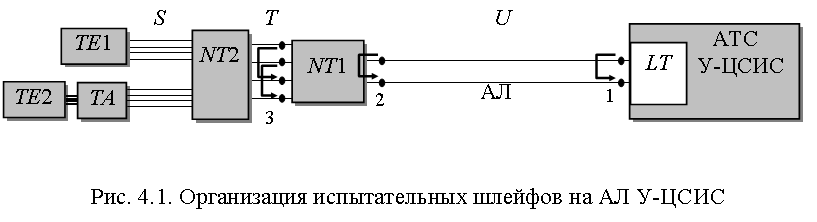 S T U
TE1
NT2
NT1
LT
АТС
У-ЦСИС
TE2
TA
АЛ
3
2
1
Рис. 4.1. Организация испытательных шлейфов на АЛ У-ЦСИС